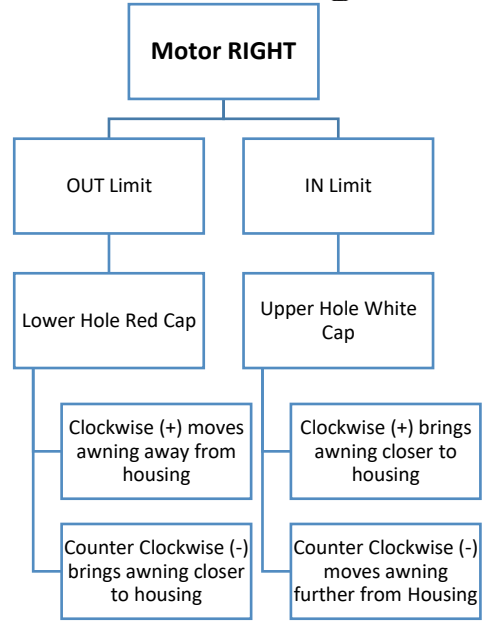 Motor RIGHT
OUT Limit
IN Limit
Lower Hole Red Cap
Upper Hole White
Cap
Clockwise (+) moves
awning away from
housing
Clockwise (+) brings
awning closer to
housing
Counter Clockwise (-)
brings awning closer
to housing
Counter Clockwise (-)
moves awning
further from Housing